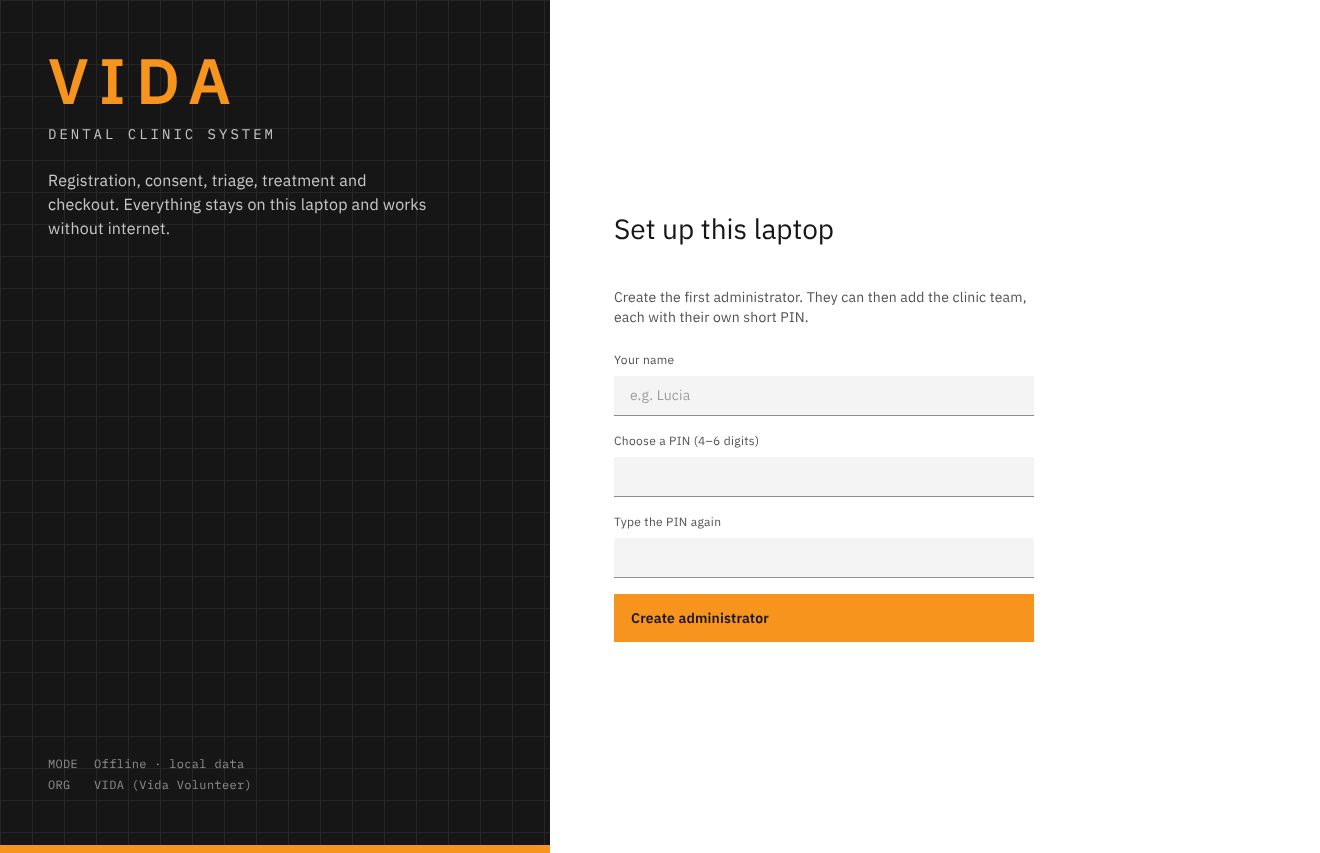 VIDA
DENTAL CLINIC SYSTEM
Registration, consent, triage, treatment and
checkout. Everything stays on this laptop and works
without internet.
MODE Offline · local data
ORG VIDA (Vida Volunteer)
Set up this laptop
Create the first administrator. They can then add the clinic team,
each with their own short PIN.
Your name
e.g. Lucia
Choose a PIN (4–6 digits)
Type the PIN again
Create administrator